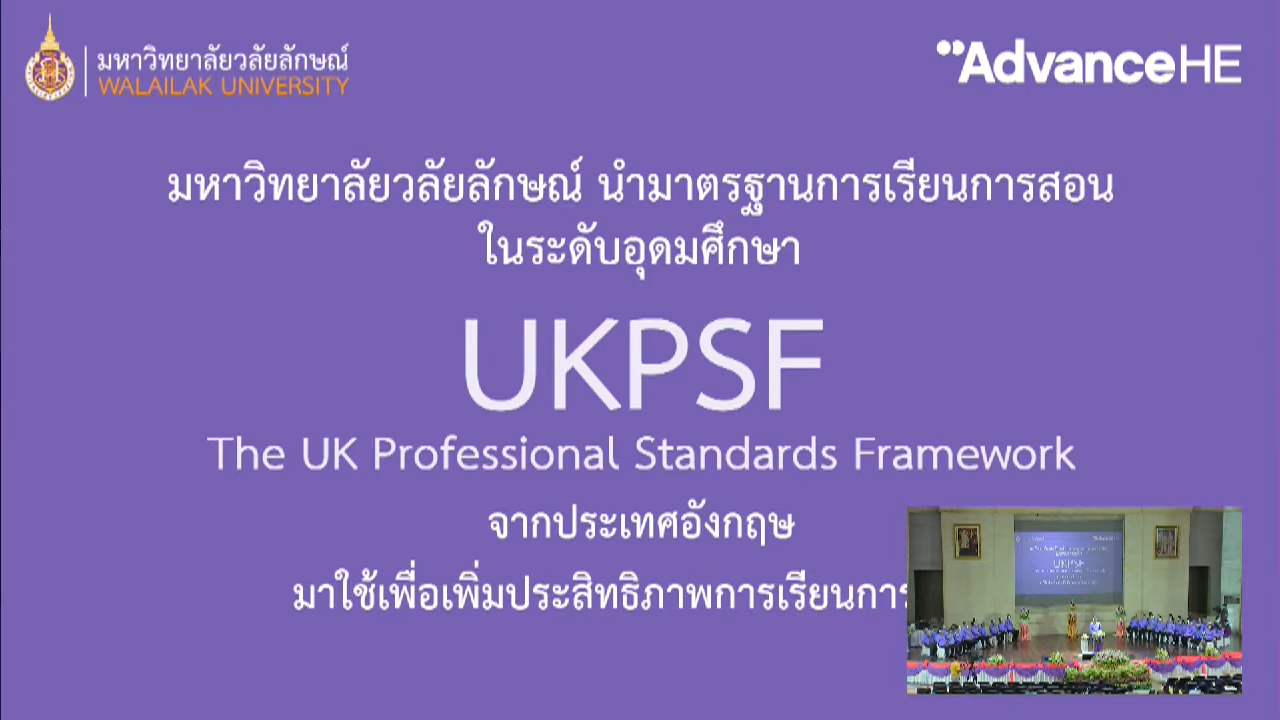 มหาวิทยาลัยวลัยลักษณ์
WALAILAK UNIVERSITY
AdvanceHE
มหาวิทยาลัยวลัยลักษณ์ นำมาตรฐานการเรียนการสอน
ในระดับอุดมศึกษา
UKPSF
The UK Professional Standards Framework
จากประเทศอังกฤษ
มาใช้เพื่อเพิ่มประสิทธิภาพการเรียนการ
UKPSF